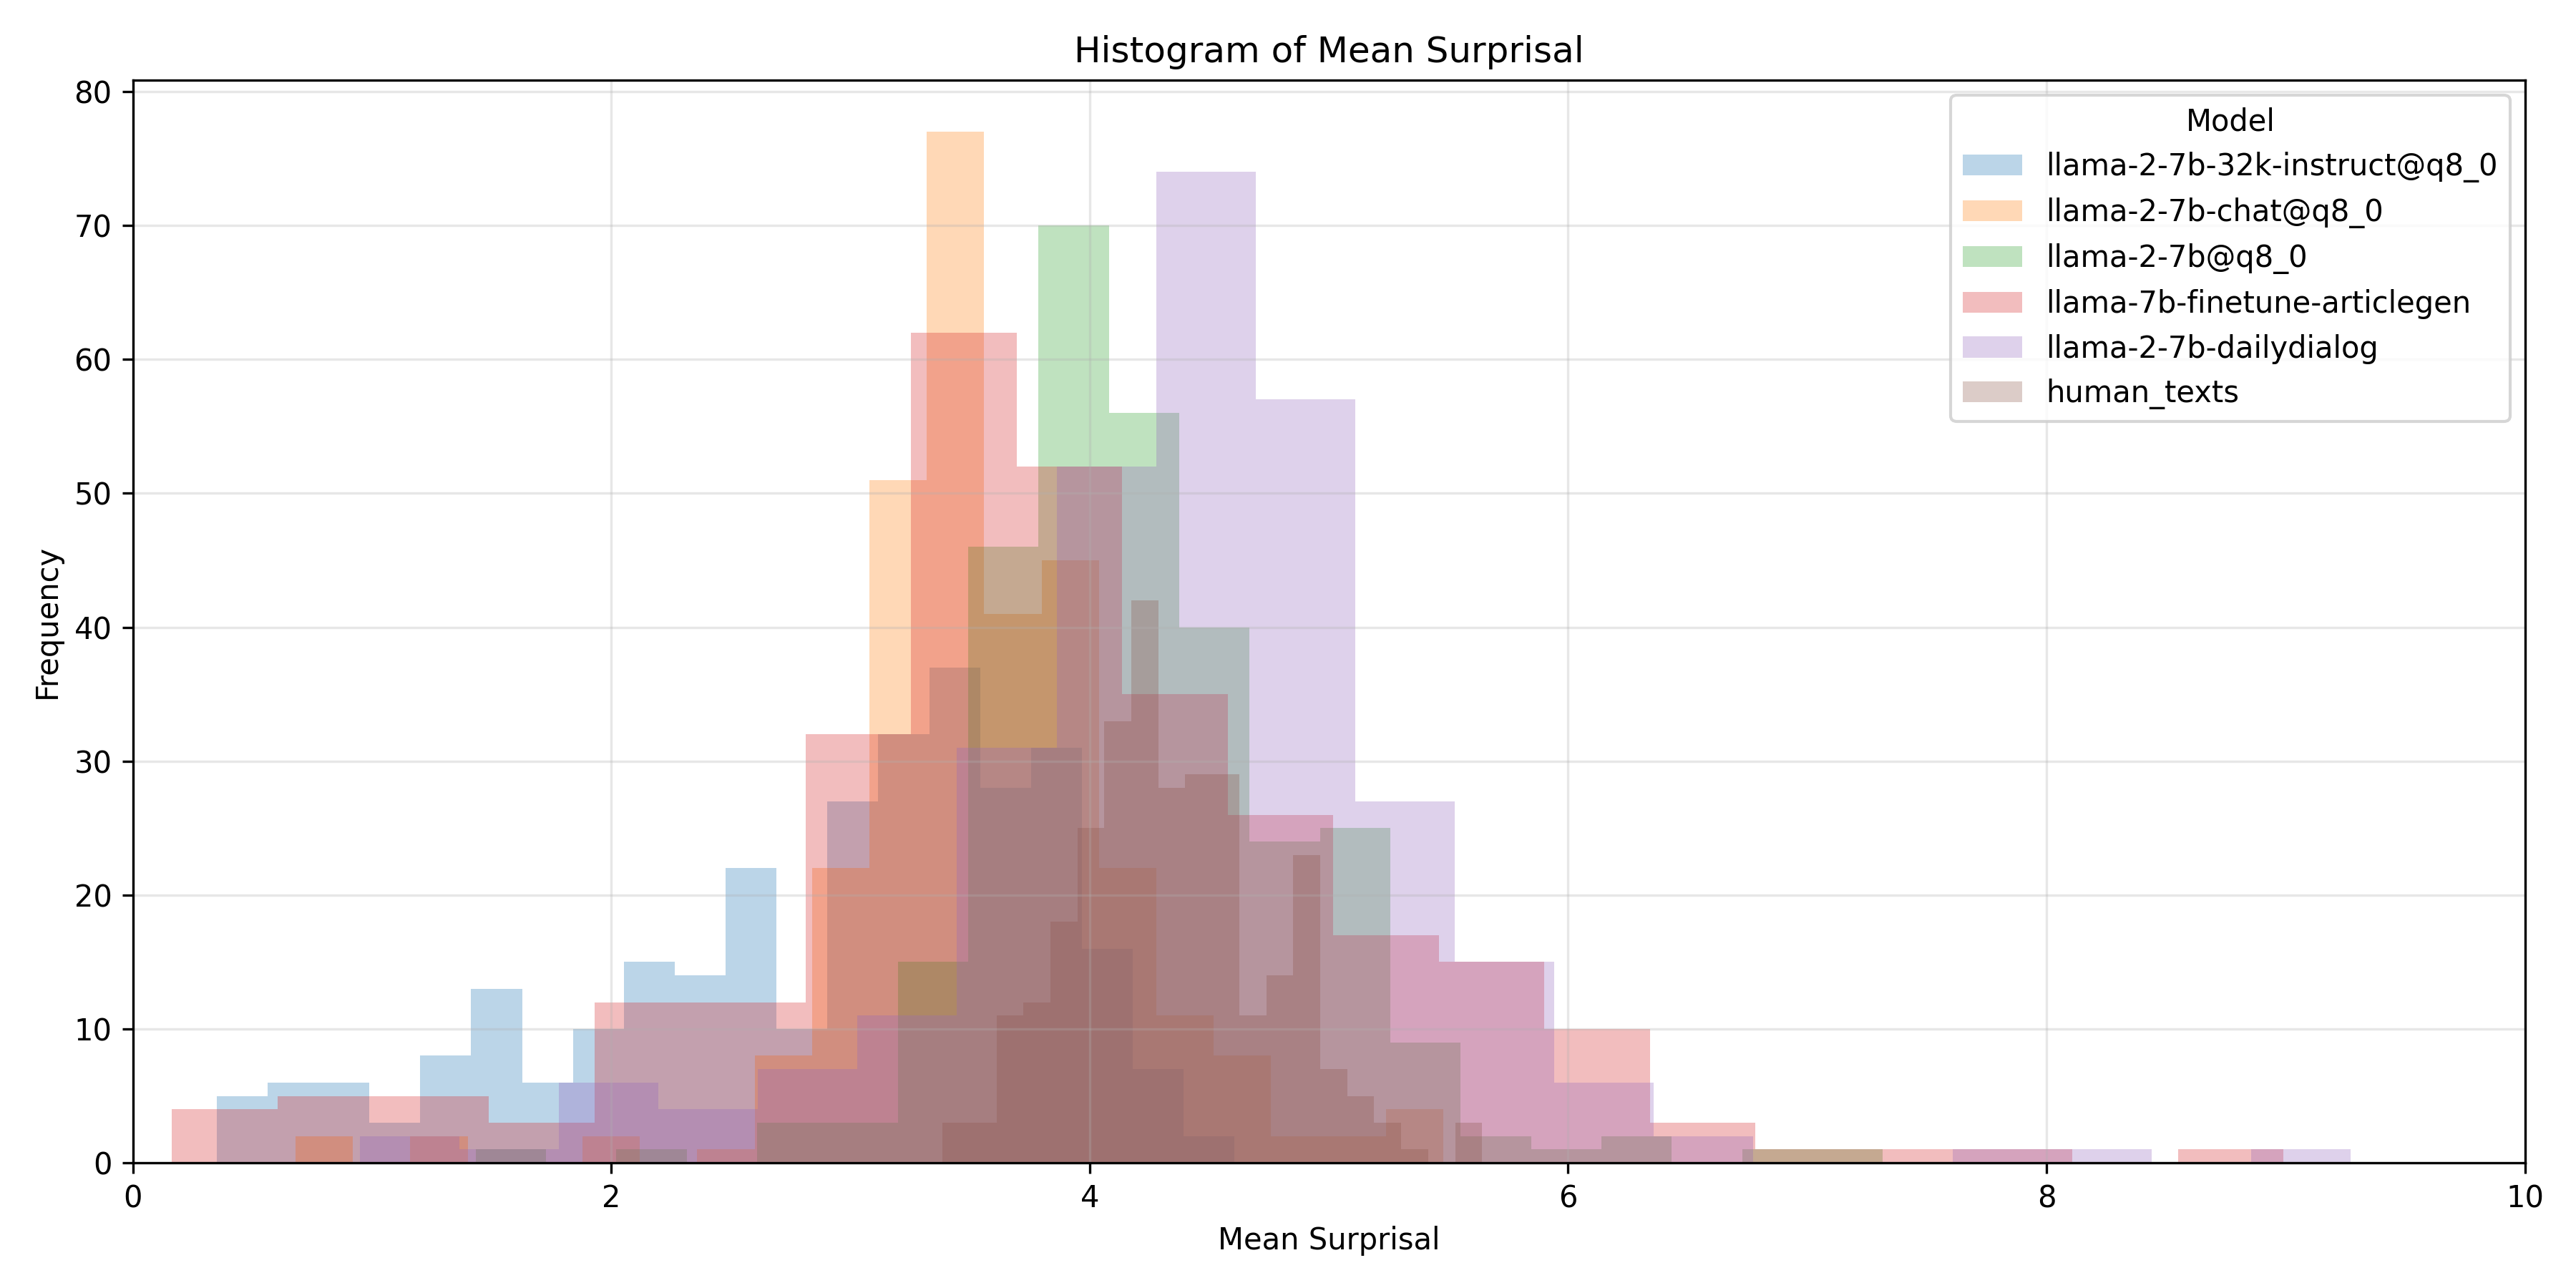 Histogram of Mean Surprisal
80
70
60
50
40
30
20
10
0
Frequency
0 2 4 6 8 10
Mean Surprisal
Model
llama-2-7b-32k-instruct@q8_0
llama-2-7b-chat@q8_0
llama-2-7b@q8_0
llama-7b-finetune-articlegen
llama-2-7b-dailydialog
human_texts